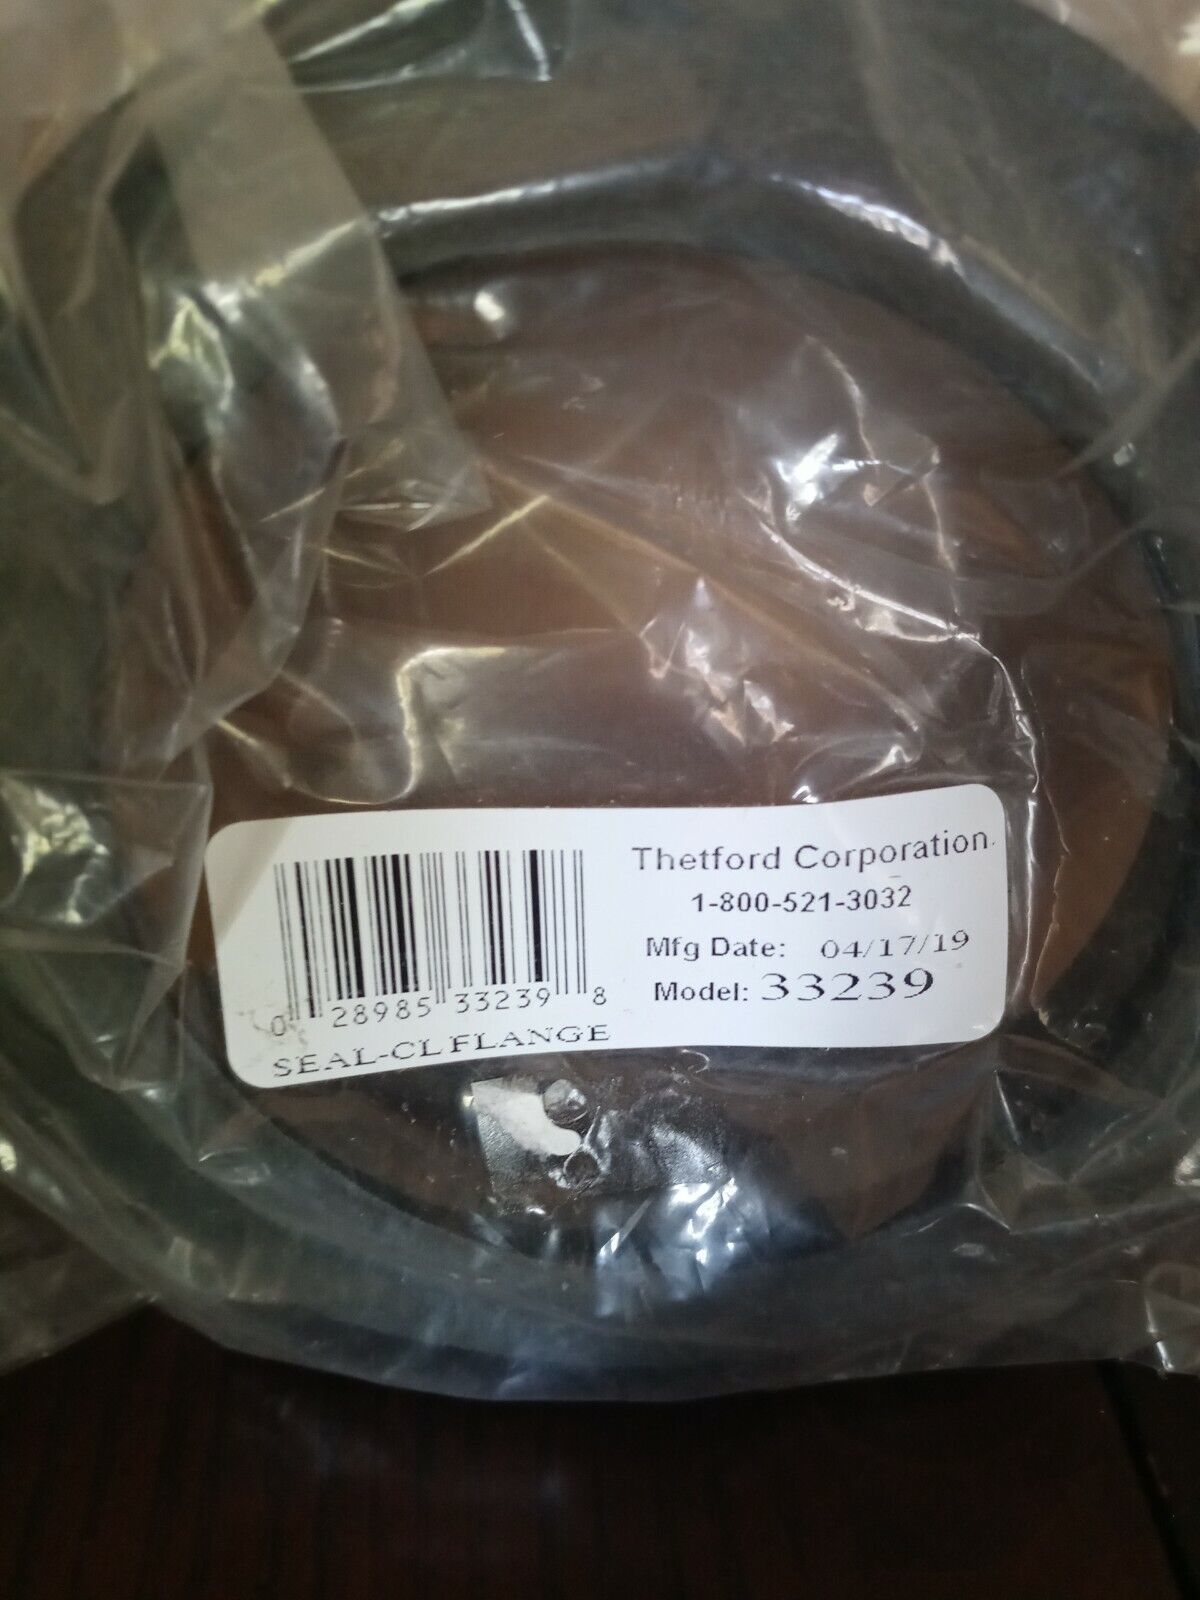 Thetford Corporation.
1-800-521-3032
Mfg Date: 04/17/19
Model: 33239
0 28985 33239 8
SEAL-CL FLANGE